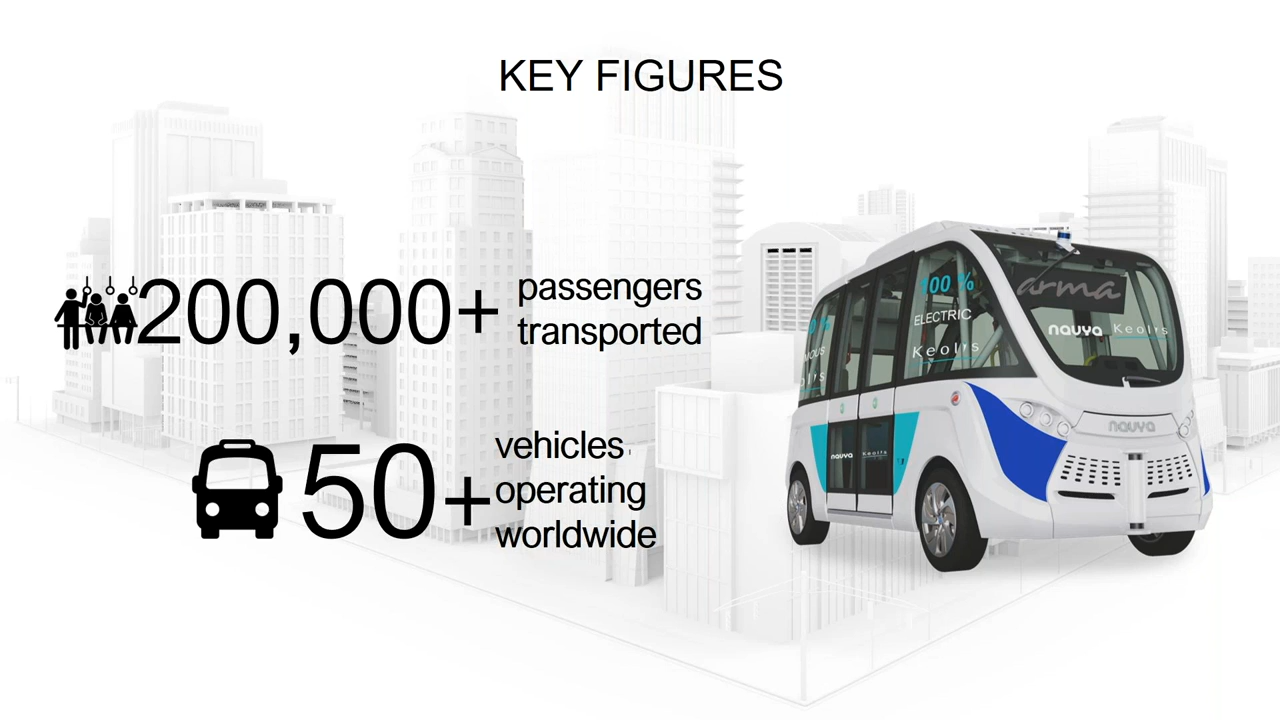 KEY FIGURES
200,000+
passengers
transported
50+
vehicles
operating
worldwide
100 %
ELECTRIC
Keolis
arma
navya Keolis
navya
navya Keolis